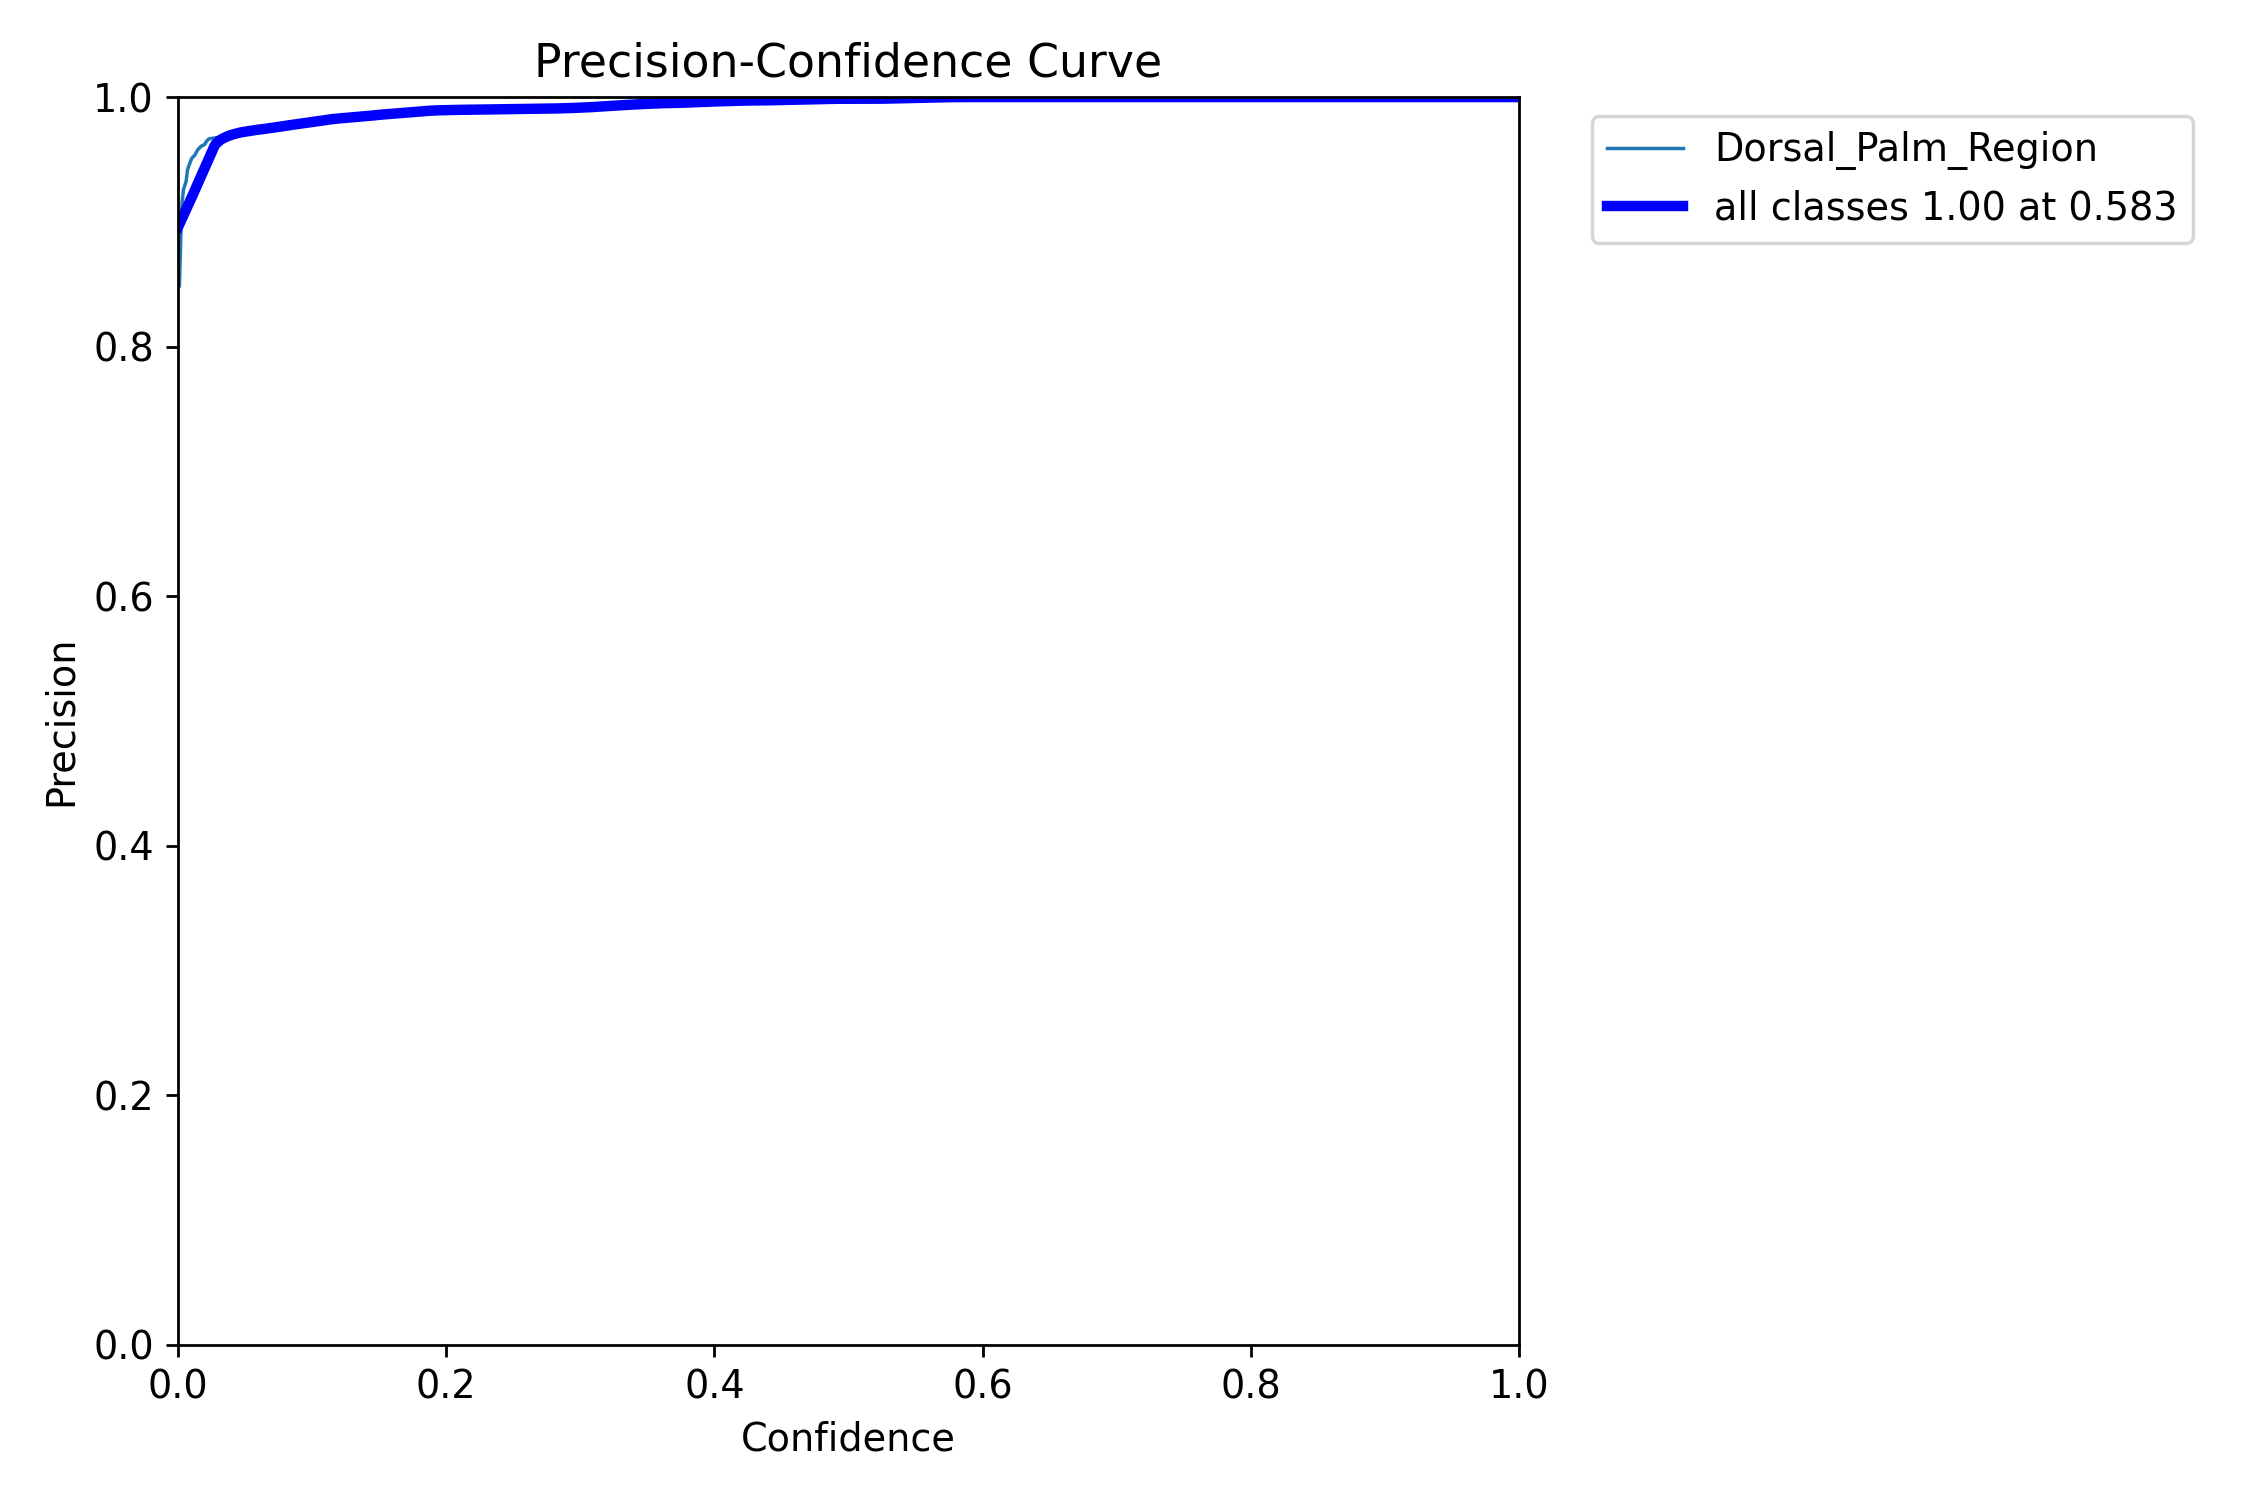 Precision-Confidence Curve
1.0
0.8
0.6
0.4
0.2
0.0
Precision
0.0 0.2 0.4 0.6 0.8 1.0
Confidence
Dorsal_Palm_Region
all classes 1.00 at 0.583